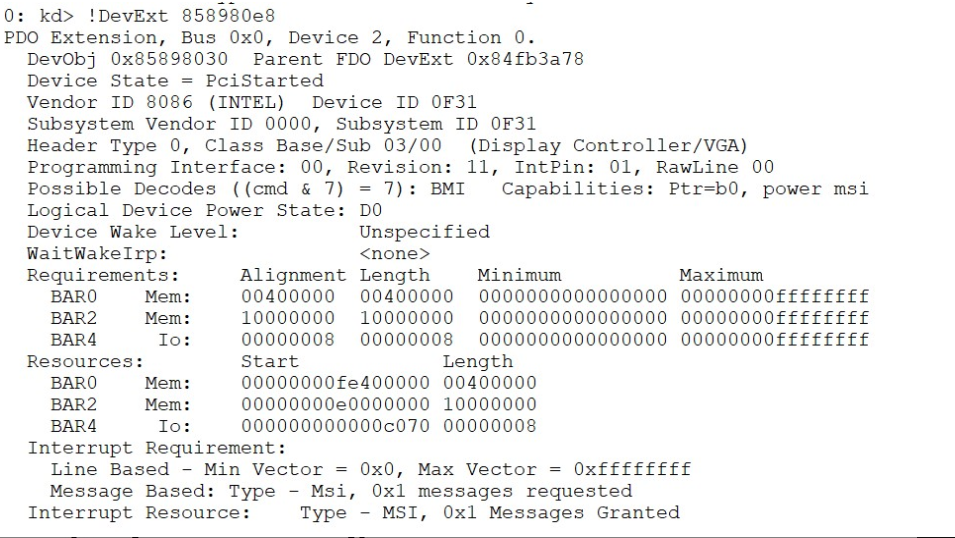 0: kd> !DevExt 858980e8
PDO Extension, Bus 0x0, Device 2, Function 0.
DevObj 0x85898030  Parent FDO DevExt 0x84fb3a78
Device State = PciStarted
Vendor ID 8086 (INTEL)  Device ID 0F31
Subsystem Vendor ID 0000, Subsystem ID 0F31
Header Type 0, Class Base/Sub 03/00  (Display Controller/VGA)
Programming Interface: 00, Revision: 11, IntPin: 01, RawLine 00
Possible Decodes ((cmd & 7) = 7): BMI   Capabilities: Ptr=b0, power msi
Logical Device Power State: D0
Device Wake Level:          Unspecified
WaitWakeIrp:                <none>
Requirements:     Alignment Length    Minimum          Maximum
BAR0    Mem:    00400000  00400000  0000000000000000 00000000ffffffff
BAR2    Mem:    10000000  10000000  0000000000000000 00000000ffffffff
BAR4     Io:    00000008  00000008  0000000000000000 00000000ffffffff
Resources:        Start            Length
BAR0    Mem:    00000000fe400000 00400000
BAR2    Mem:    00000000e0000000 10000000
BAR4     Io:    000000000000c070 00000008
Interrupt Requirement:
Line Based - Min Vector = 0x0, Max Vector = 0xffffffff
Message Based: Type - Msi, 0x1 messages requested
Interrupt Resource:    Type - MSI, 0x1 Messages Granted